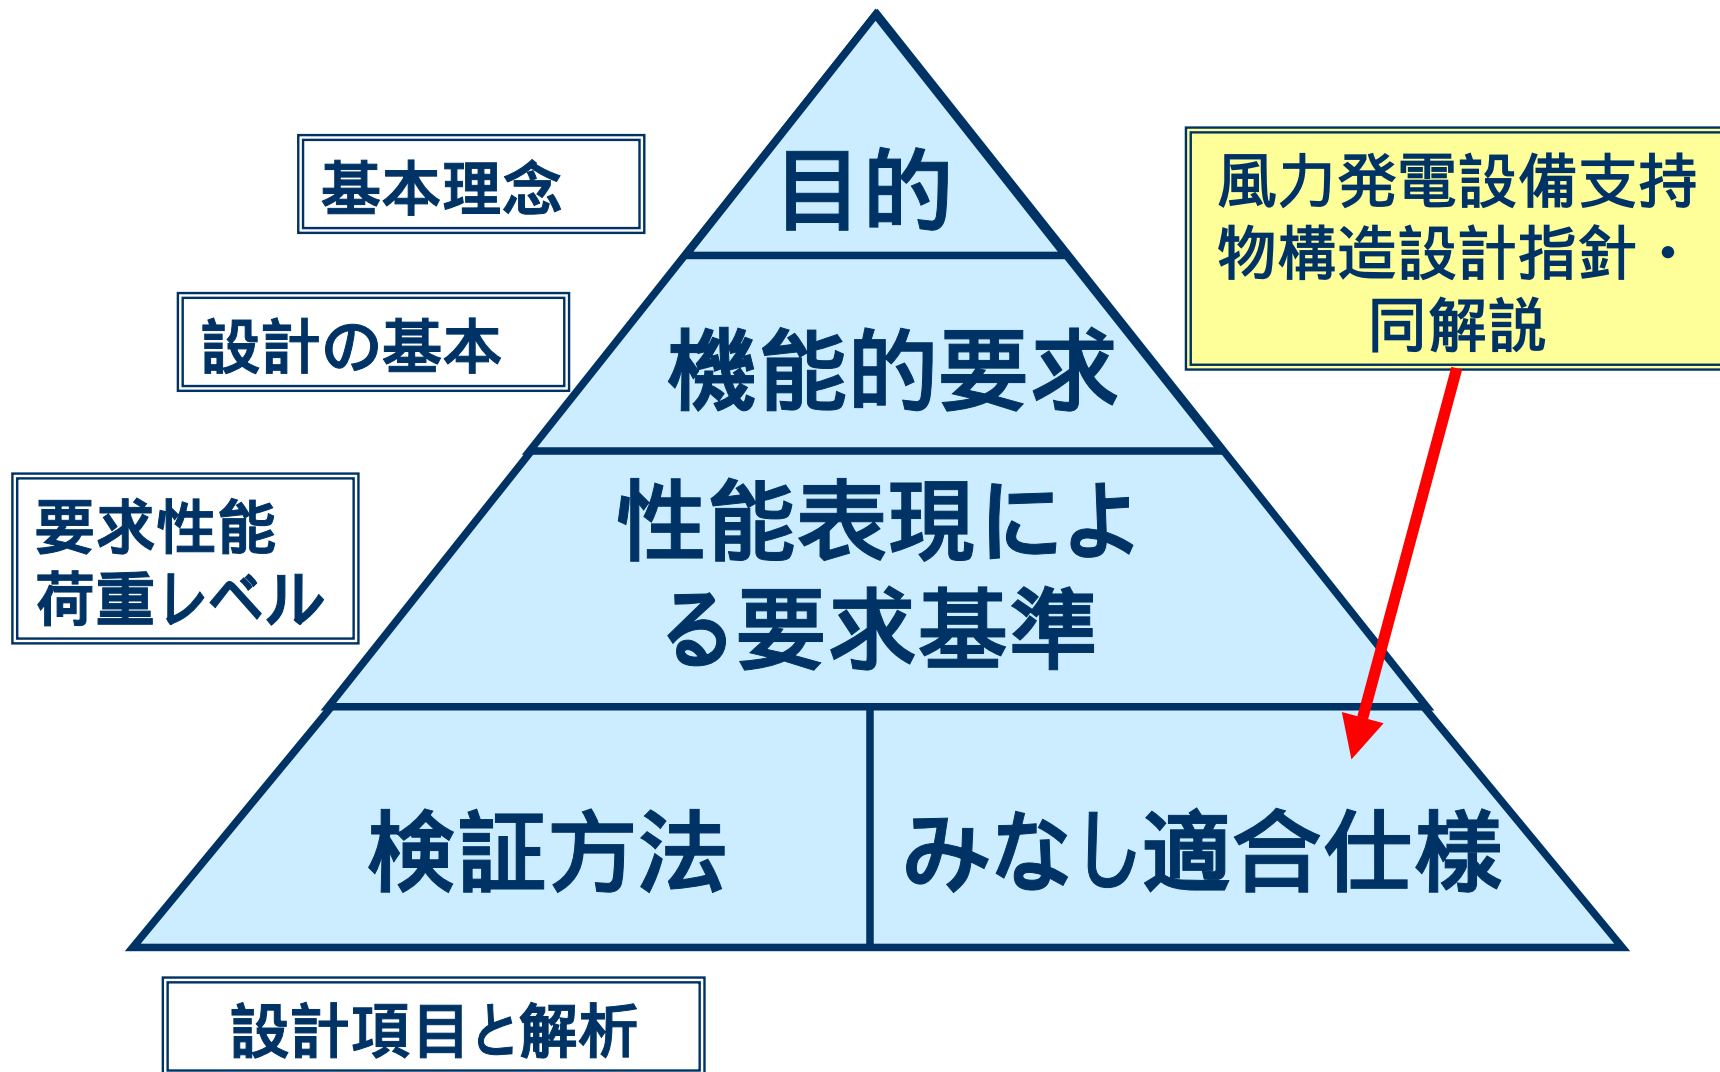 目的
基本理念
風力発電設備支持
物構造設計指針・
同解説
設計の基本
機能的要求
要求性能
荷重レベル
性能表現によ
る要求基準
検証方法
みなし適合仕様
設計項目と解析